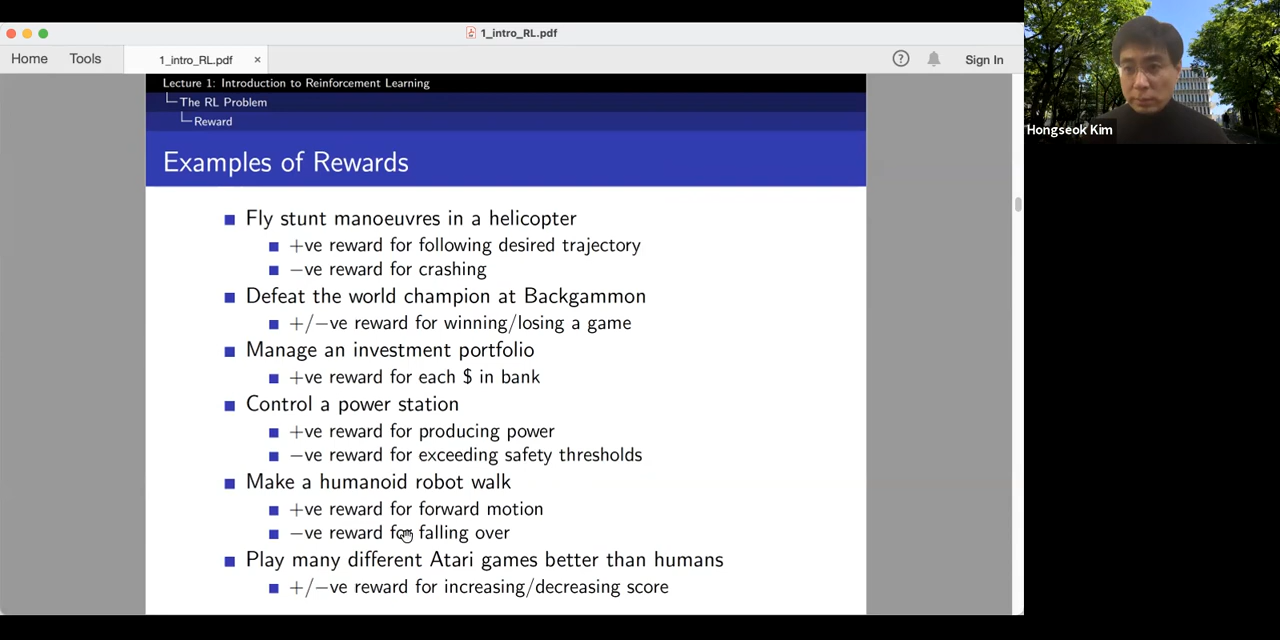 1_intro_RL.pdf
Home
Tools
1_intro_RL.pdf ×
? Sign In
Lecture 1: Introduction to Reinforcement Learning
The RL Problem
Reward
Examples of Rewards
Fly stunt manoeuvres in a helicopter
+ve reward for following desired trajectory
−ve reward for crashing
Defeat the world champion at Backgammon
+/−ve reward for winning/losing a game
Manage an investment portfolio
+ve reward for each $ in bank
Control a power station
+ve reward for producing power
−ve reward for exceeding safety thresholds
Make a humanoid robot walk
+ve reward for forward motion
−ve reward for falling over
Play many different Atari games better than humans
+/−ve reward for increasing/decreasing score
Hongseok Kim